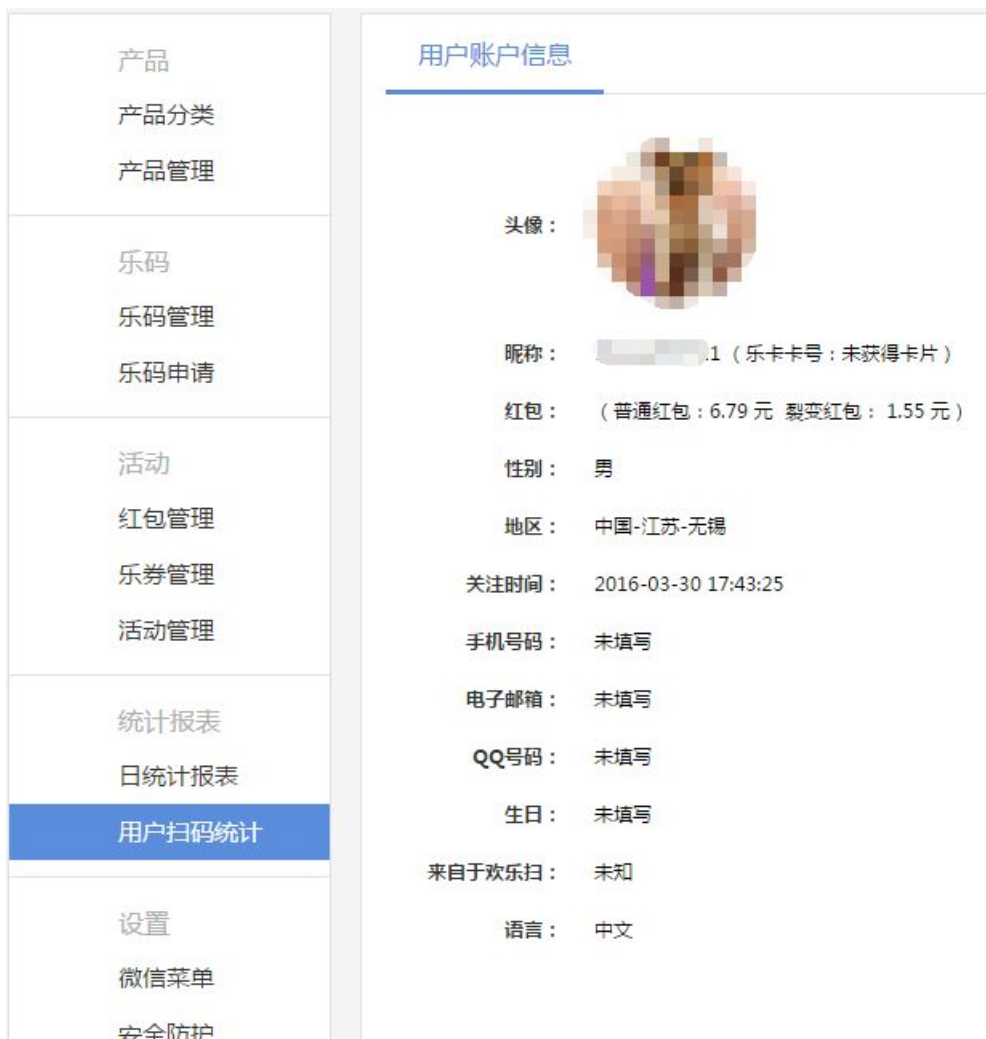 产品
产品分类
产品管理
乐码
乐码管理
乐码申请
活动
红包管理
乐券管理
活动管理
统计报表
日统计报表
用户扫码统计
设置
微信菜单
安全防护
用户账户信息
头像：
昵称： 1（乐卡卡号：未获得卡片）
红包：（普通红包：6.79 元 裂变红包： 1.55 元）
性别： 男
地区： 中国-江苏-无锡
关注时间： 2016-03-30 17:43:25
手机号码： 未填写
电子邮箱： 未填写
QQ号码： 未填写
生日： 未填写
来自于欢乐扫： 未知
语言： 中文